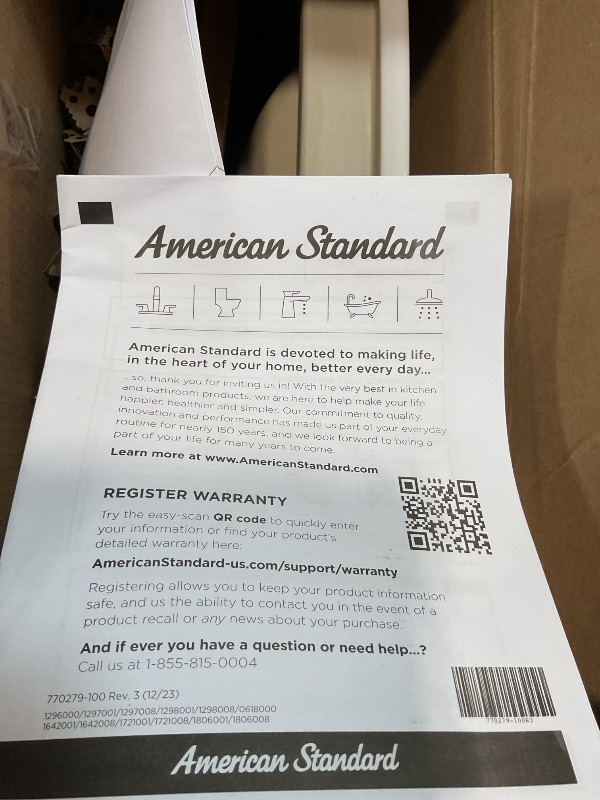 American Standard
American Standard is devoted to making life,
in the heart of your home, better every day...
...so, thank you for inviting us in! With the very best in kitchen
and bathroom products, we are here to help make your life
happier, healthier and simpler. Our commitment to quality,
innovation and performance has made us part of your everyday
routine for nearly 150 years, and we look forward to being a
part of your life for many years to come.
Learn more at www.AmericanStandard.com
REGISTER WARRANTY
Try the easy-scan QR code to quickly enter
your information or find your product's
detailed warranty here:
AmericanStandard-us.com/support/warranty
Registering allows you to keep your product information
safe, and us the ability to contact you in the event of a
product recall or any news about your purchase.
And if ever you have a question or need help...?
Call us at 1-855-815-0004
770279-100 Rev. 3 (12/23)
1296000/1297001/1297008/1298001/1298008/0618000
1642001/1642008/1721001/1721008/1806001/1806008
770279-100R3
American Standard